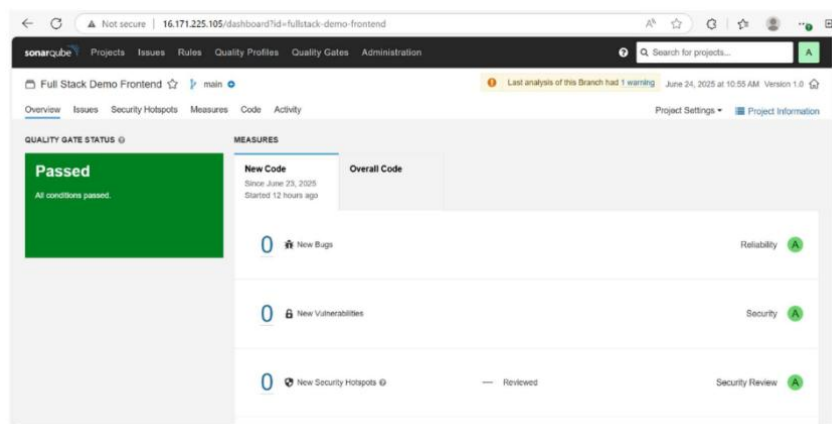 Not secure | 16.171.225.105/dashboard?id=fullstack-demo-frontend
sonarqube Projects Issues Rules Quality Profiles Quality Gates Administration Search for projects... A
Full Stack Demo Frontend main Last analysis of this Branch had 1 warning June 24, 2025 at 10:55 AM Version 1.0
Overview Issues Security Hotspots Measures Code Activity Project Settings Project Information
QUALITY GATE STATUS MEASURES
Passed
All conditions passed.
New Code Overall Code
Since June 23, 2025
Started 12 hours ago
0 New Bugs Reliability A
0 New Vulnerabilities Security A
0 New Security Hotspots — Reviewed Security Review A